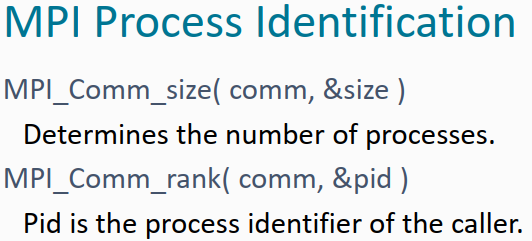 MPI Process Identification
MPI_Comm_size( comm, &size )
Determines the number of processes.
MPI_Comm_rank( comm, &pid )
Pid is the process identifier of the caller.